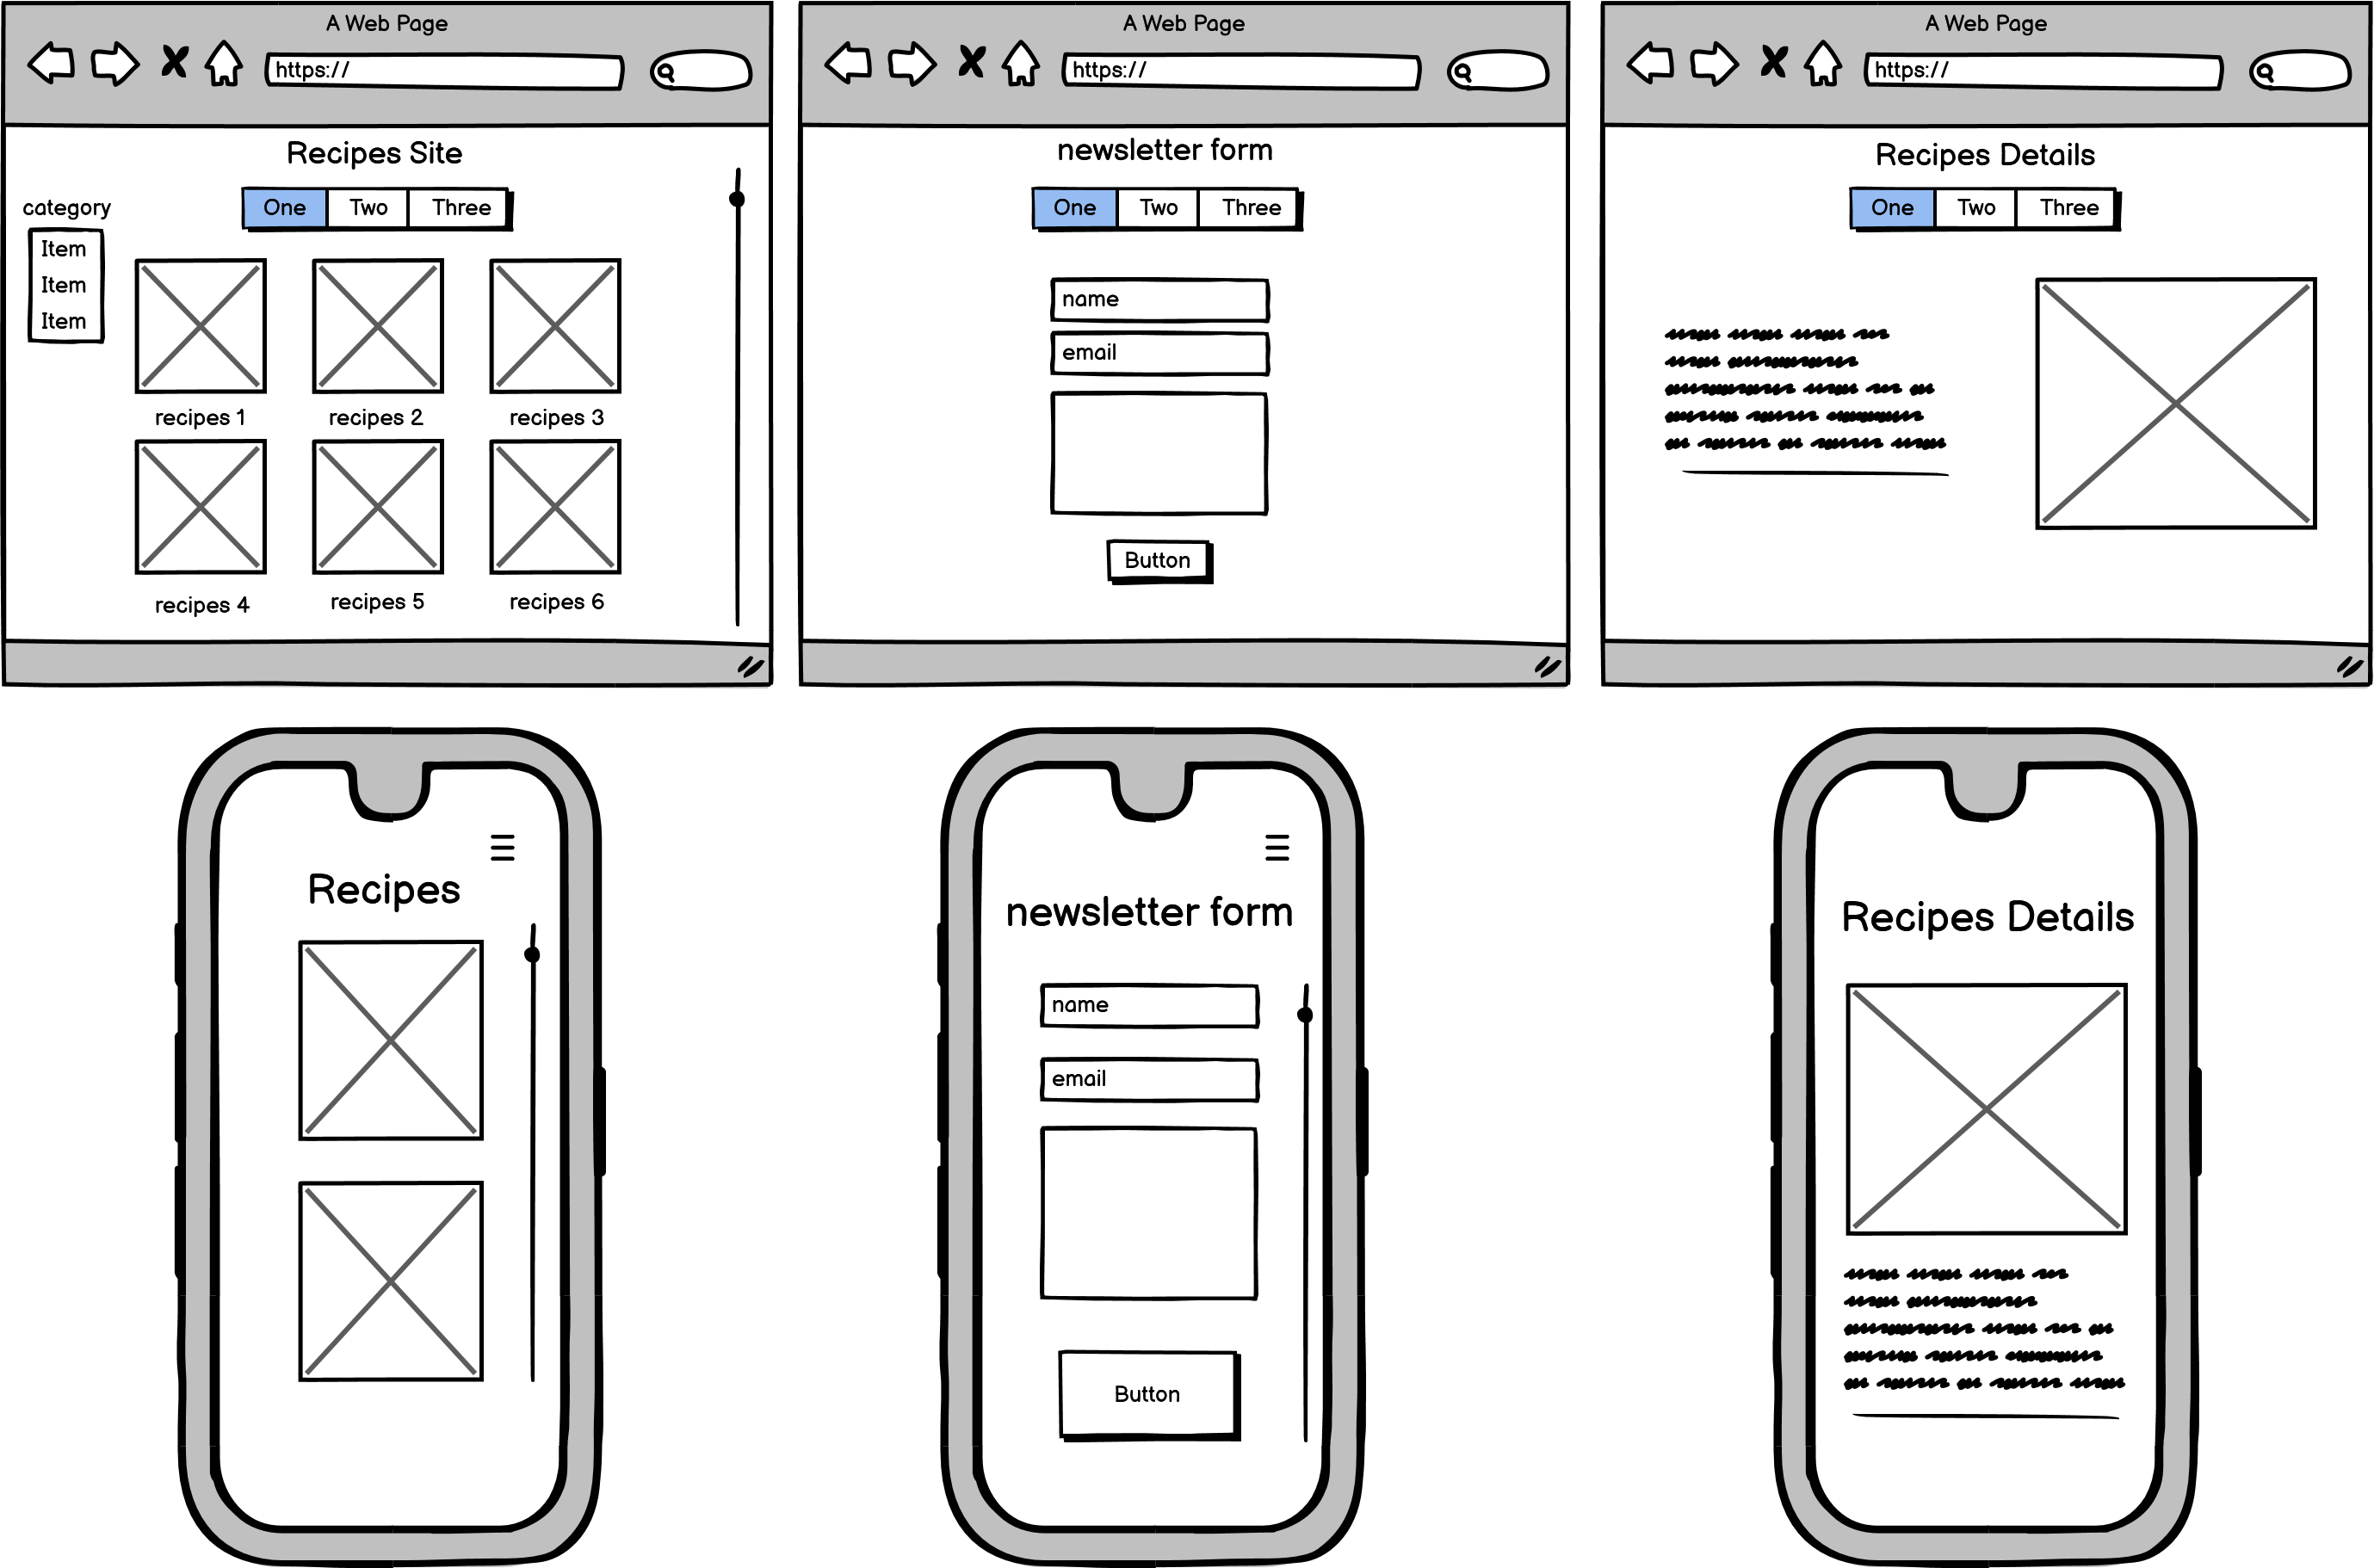 A Web Page
https://
Recipes Site
One Two Three
category
Item
Item
Item
recipes 1 recipes 2 recipes 3
recipes 4 recipes 5 recipes 6
A Web Page
https://
newsletter form
One Two Three
name
email
Button
A Web Page
https://
Recipes Details
One Two Three
Recipes
newsletter form
name
email
Button
Recipes Details